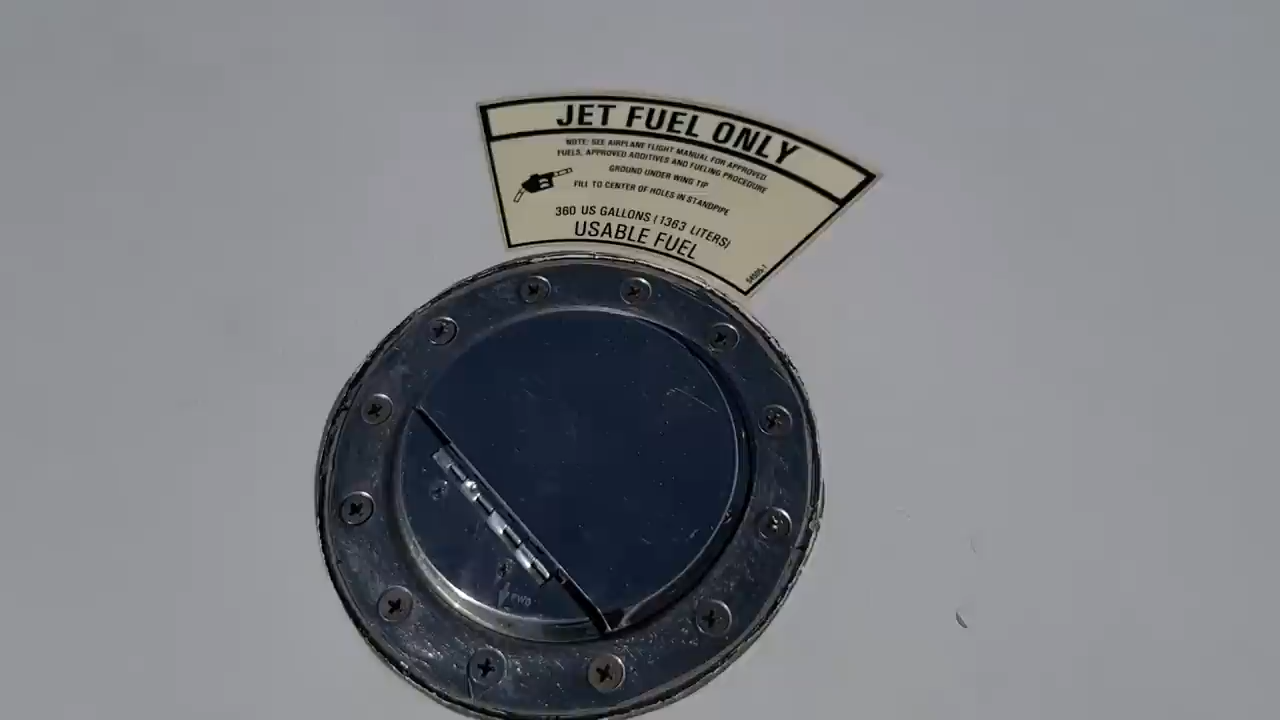 JET FUEL ONLY
NOTE: SEE AIRPLANE FLIGHT MANUAL FOR APPROVED
FUELS, APPROVED ADDITIVES AND FUELING PROCEDURE
GROUND UNDER WING TIP
FILL TO CENTER OF HOLES IN STANDPIPE
360 US GALLONS (1363 LITERS)
USABLE FUEL
FWD